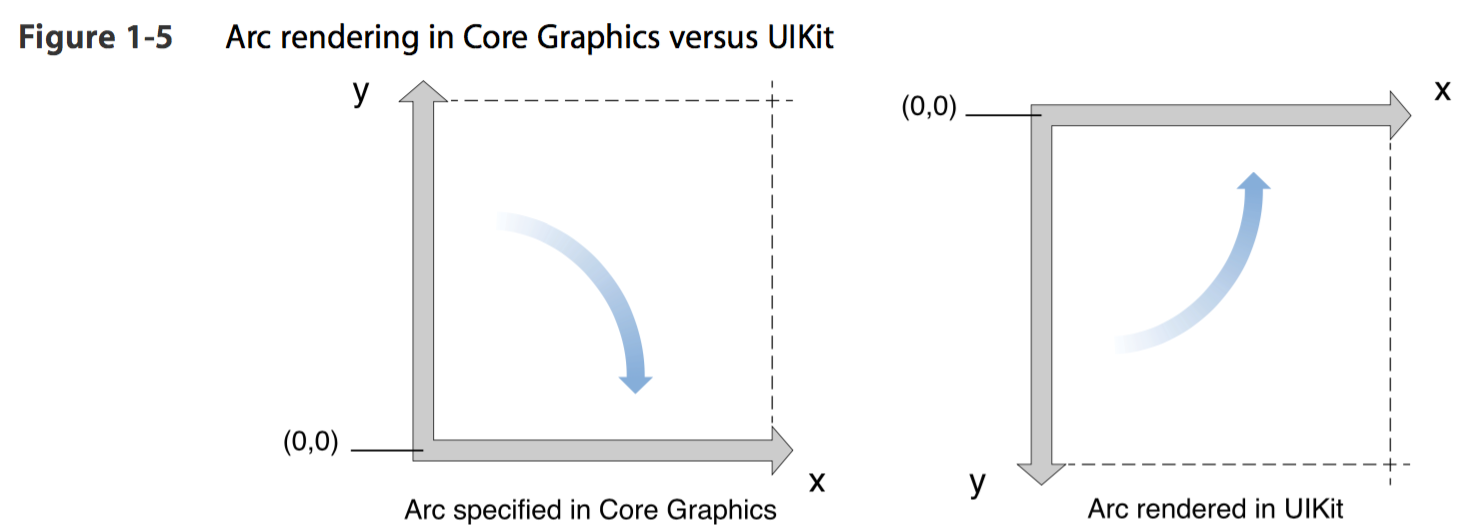 Figure 1-5 Arc rendering in Core Graphics versus UIKit
y
(0,0)
x
Arc specified in Core Graphics
(0,0)
x
y
Arc rendered in UIKit